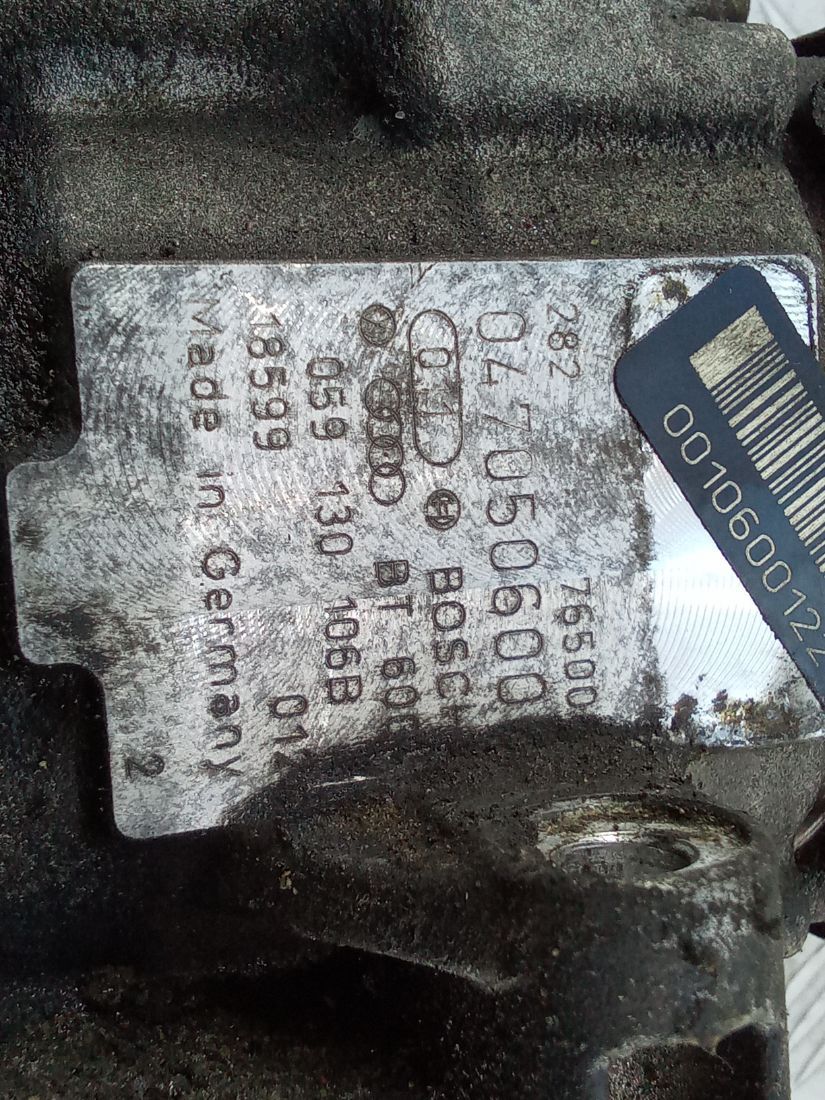 0010600122
282 76500
047050600
BOSCH
BT 60
059 130 106B
18599 01
Made in Germany
2